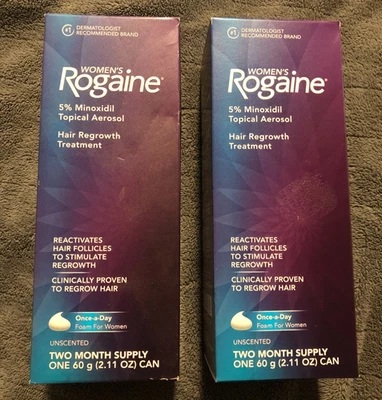 #1 DERMATOLOGIST
RECOMMENDED BRAND
WOMEN'S
Rogaine®
5% Minoxidil
Topical Aerosol
Hair Regrowth
Treatment
REACTIVATES
HAIR FOLLICLES
TO STIMULATE
REGROWTH
CLINICALLY PROVEN
TO REGROW HAIR
Once-a-Day
Foam For Women
UNSCENTED
TWO MONTH SUPPLY
ONE 60 g (2.11 OZ) CAN
#1 DERMATOLOGIST
RECOMMENDED BRAND
WOMEN'S
Rogaine®
5% Minoxidil
Topical Aerosol
Hair Regrowth
Treatment
REACTIVATES
HAIR FOLLICLES
TO STIMULATE
REGROWTH
CLINICALLY PROVEN
TO REGROW HAIR
Once-a-Day
Foam For Women
UNSCENTED
TWO MONTH SUPPLY
ONE 60 g (2.11 OZ) CAN